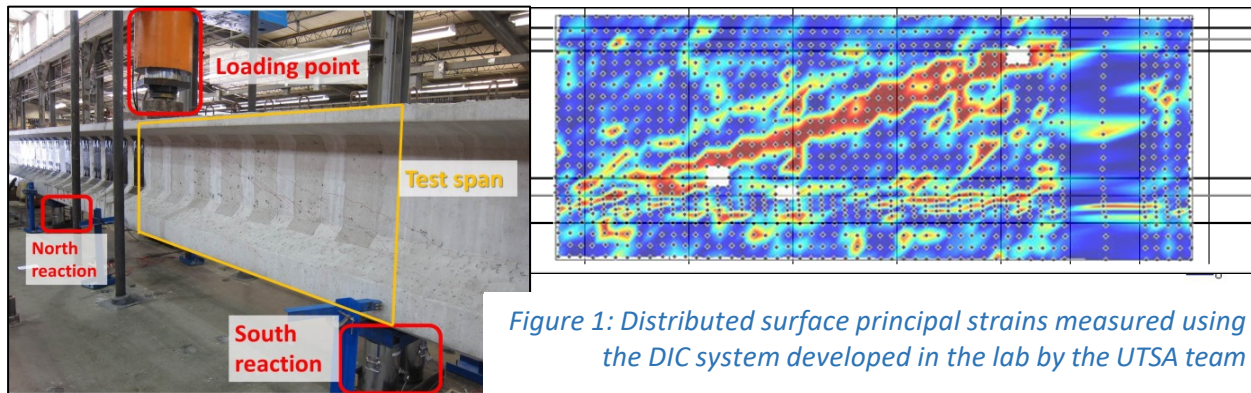 Loading point
Test span
North
reaction
South
reaction
Figure 1: Distributed surface principal strains measured using
the DIC system developed in the lab by the UTSA team